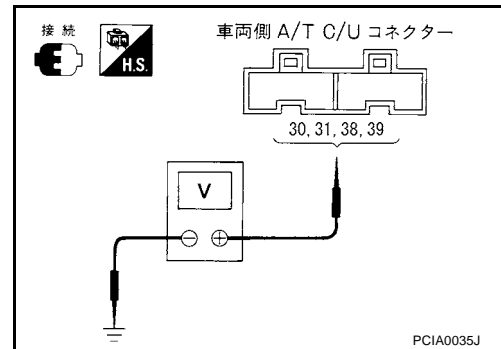 接続
H.S.
車両側 A/T C/U コネクター
30, 31, 38, 39
V
− +
PCIA0035J